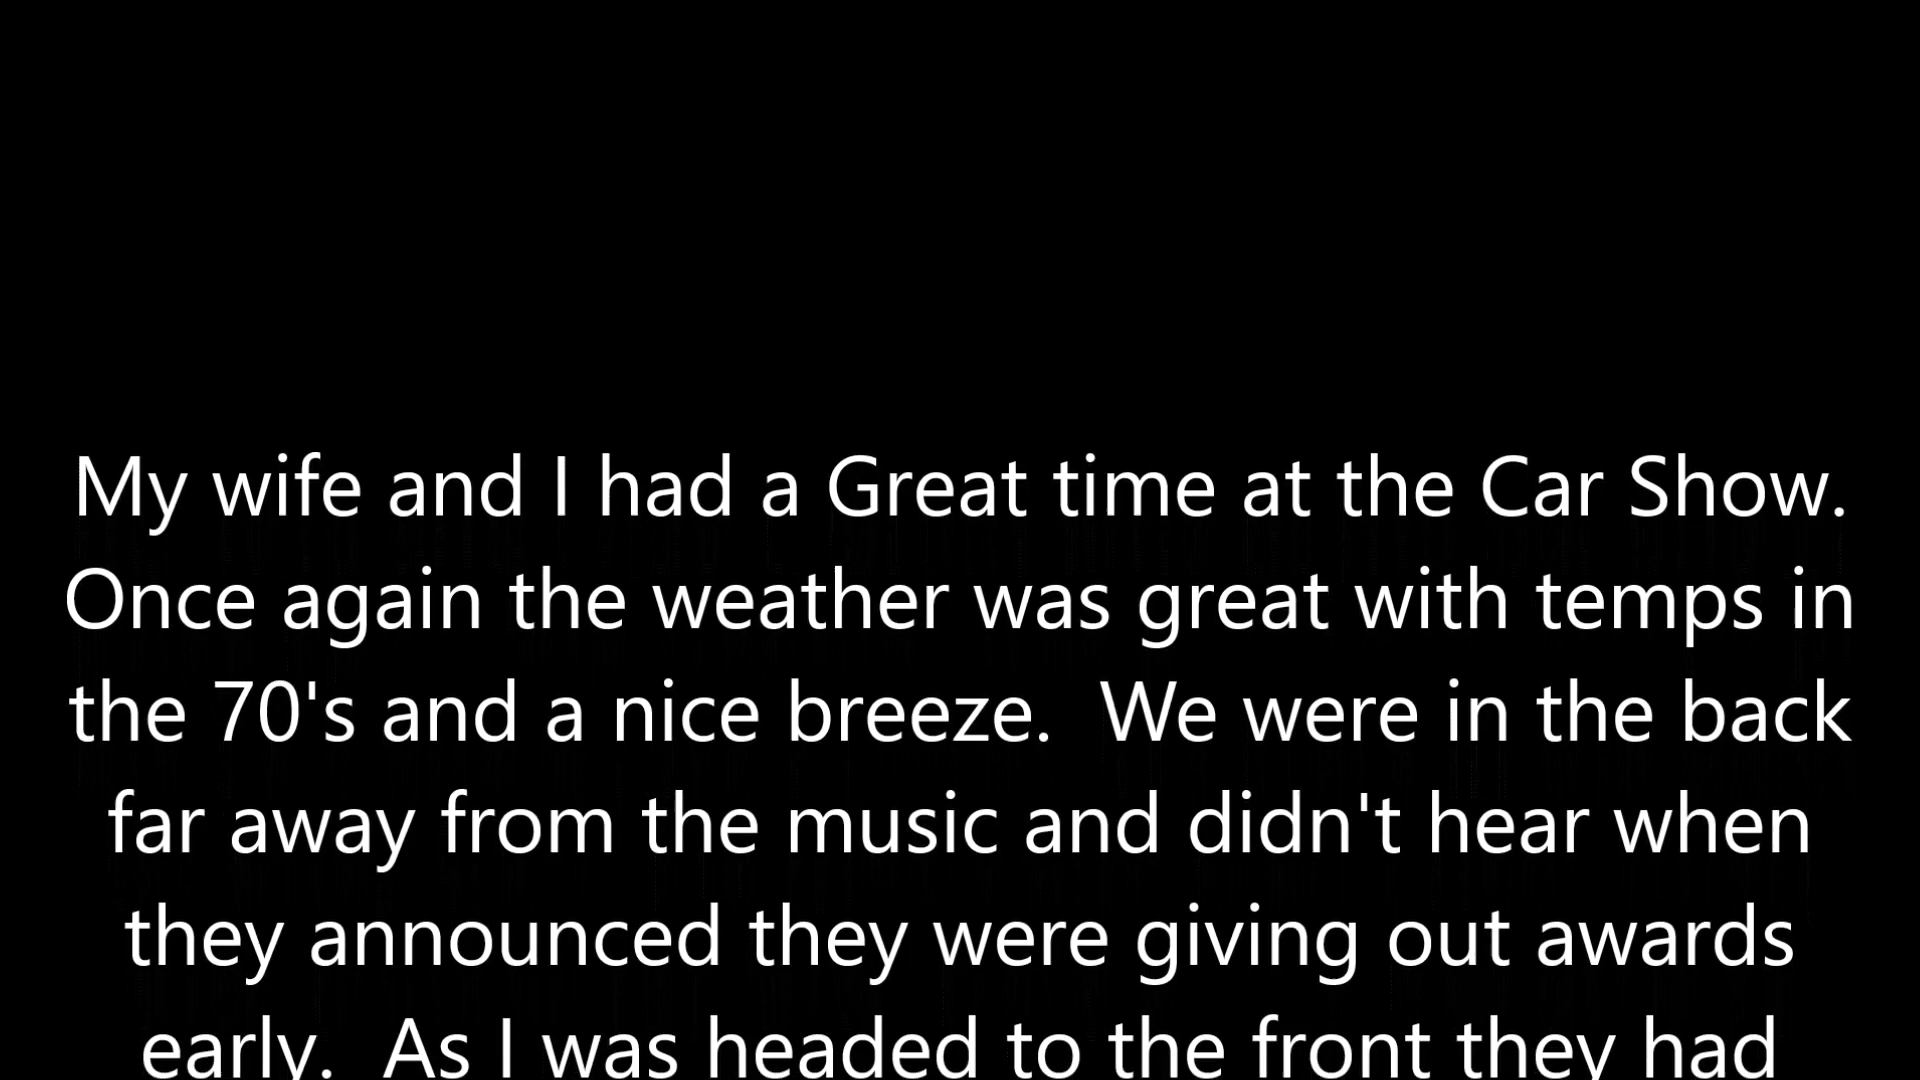 My wife and I had a Great time at the Car Show.
Once again the weather was great with temps in
the 70's and a nice breeze.  We were in the back
far away from the music and didn't hear when
they announced they were giving out awards
early.  As I was headed to the front they had